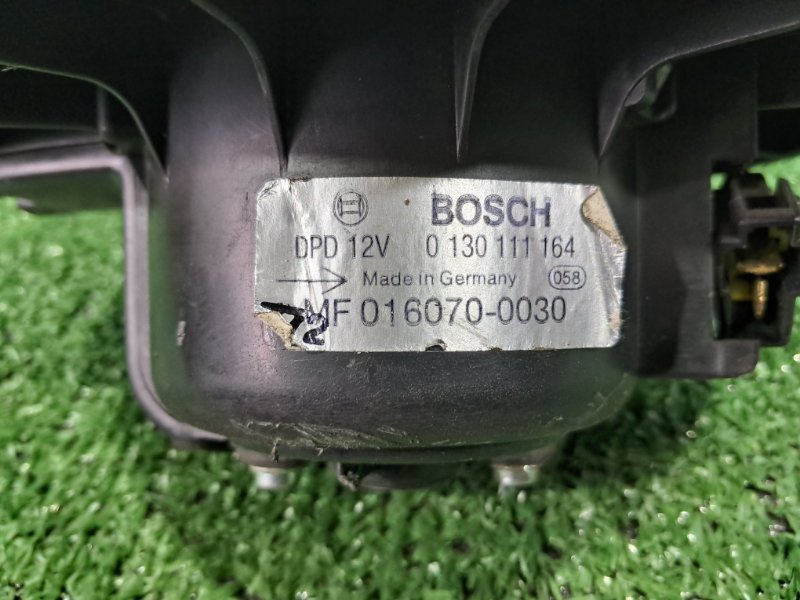 BOSCH
DPD 12V 0 130 111 164
Made in Germany 058
MF 016070-0030